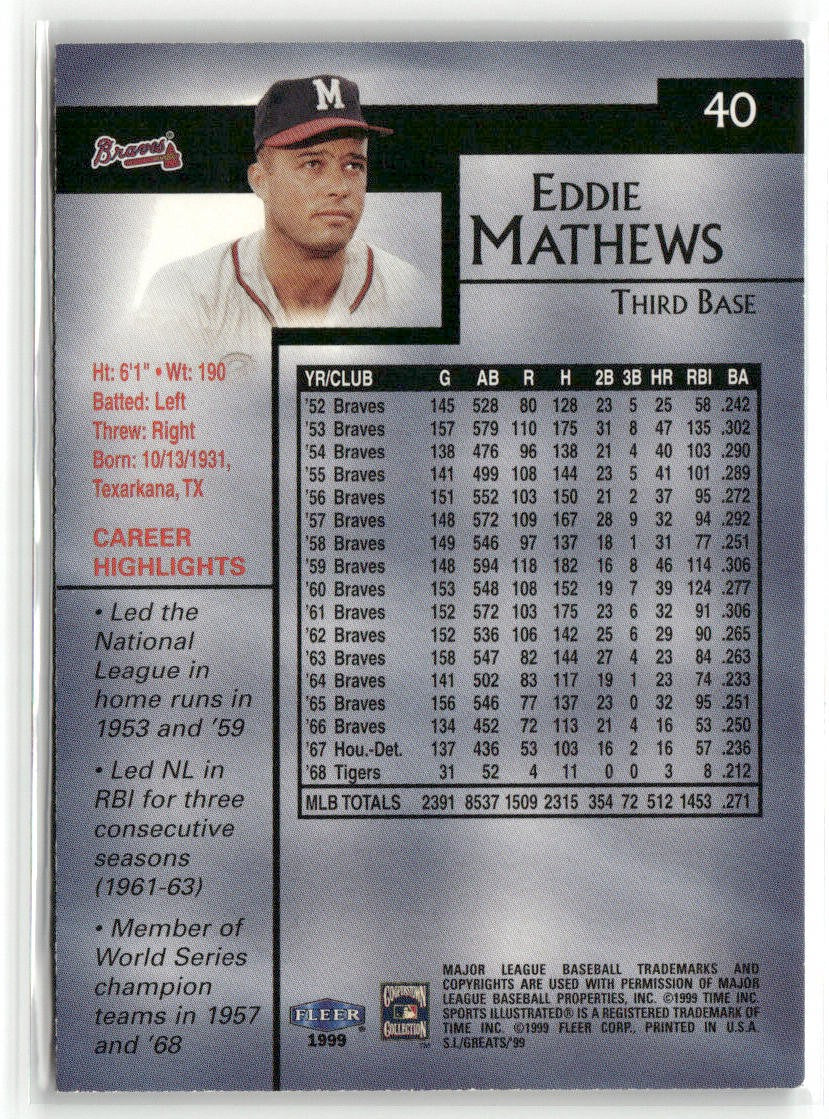 40
M
Braves®
EDDIE
MATHEWS
THIRD BASE
Ht: 6'1" • Wt: 190
Batted: Left
Threw: Right
Born: 10/13/1931,
Texarkana, TX
CAREER
HIGHLIGHTS
• Led the
National
League in
home runs in
1953 and '59
• Led NL in
RBI for three
consecutive
seasons
(1961-63)
• Member of
World Series
champion
teams in 1957
and '68
YR/CLUB G AB R H 2B 3B HR RBI BA
'52 Braves 145 528 80 128 23 5 25 58 .242
'53 Braves 157 579 110 175 31 8 47 135 .302
'54 Braves 138 476 96 138 21 4 40 103 .290
'55 Braves 141 499 108 144 23 5 41 101 .289
'56 Braves 151 552 103 150 21 2 37 95 .272
'57 Braves 148 572 109 167 28 9 32 94 .292
'58 Braves 149 546 97 137 18 1 31 77 .251
'59 Braves 148 594 118 182 16 8 46 114 .306
'60 Braves 153 548 108 152 19 7 39 124 .277
'61 Braves 152 572 103 175 23 6 32 91 .306
'62 Braves 152 536 106 142 25 6 29 90 .265
'63 Braves 158 547 82 144 27 4 23 84 .263
'64 Braves 141 502 83 117 19 1 23 74 .233
'65 Braves 156 546 77 137 23 0 32 95 .251
'66 Braves 134 452 72 113 21 4 16 53 .250
'67 Hou.-Det. 137 436 53 103 16 2 16 57 .236
'68 Tigers 31 52 4 11 0 0 3 8 .212
MLB TOTALS 2391 8537 1509 2315 354 72 512 1453 .271
FLEER
1999
COOPERSTOWN
COLLECTION
™
MAJOR LEAGUE BASEBALL TRADEMARKS AND
COPYRIGHTS ARE USED WITH PERMISSION OF MAJOR
LEAGUE BASEBALL PROPERTIES, INC. ©1999 TIME INC.
SPORTS ILLUSTRATED® IS A REGISTERED TRADEMARK OF
TIME INC. ©1999 FLEER CORP., PRINTED IN U.S.A.
S.I./GREATS/'99